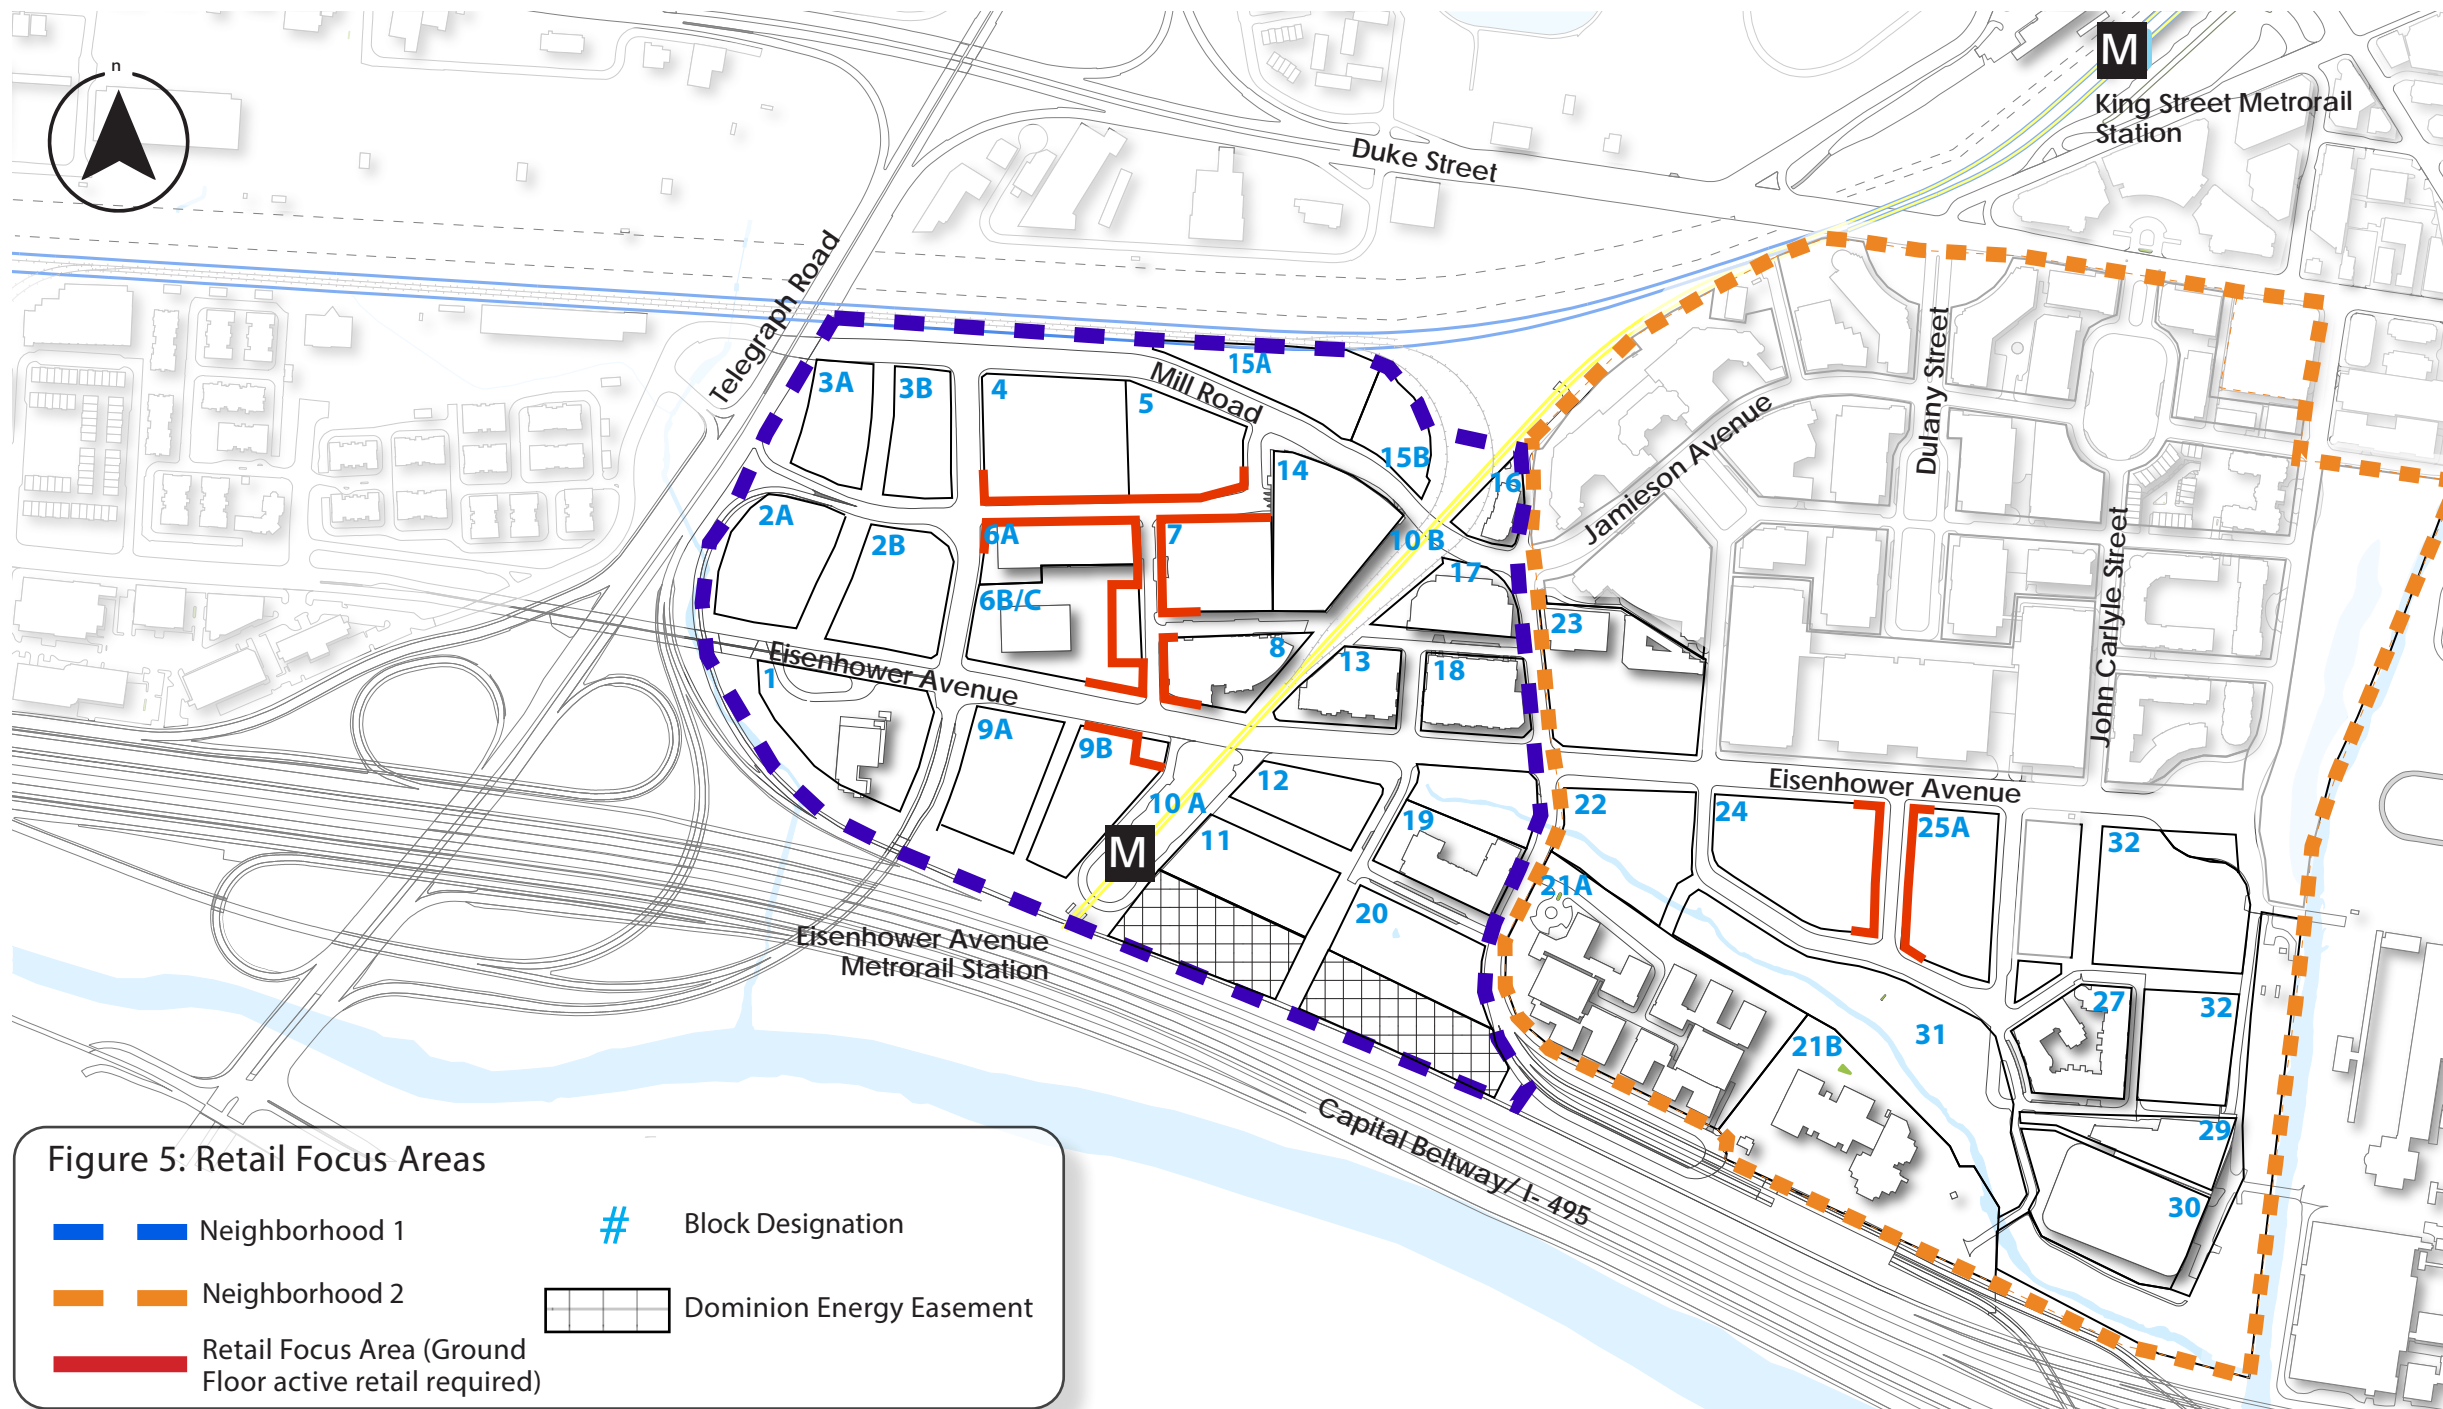 n
M
King Street Metrorail
Station
Duke Street
Telegraph Road
Mill Road
Jamieson Avenue
Dulany Street
John Carlyle Street
15A
3A
3B
4
5
14
15B
16
2A
2B
6A
7
10 B
17
6B/C
23
8
13
18
Eisenhower Avenue
1
9A
9B
12
10 A
11
M
19
22
24
25A
32
Eisenhower Avenue
21A
20
Eisenhower Avenue
Metrorail Station
27
32
31
21B
29
30
Capital Beltway/ I- 495
Figure 5: Retail Focus Areas
Neighborhood 1
Neighborhood 2
Retail Focus Area (Ground
Floor active retail required)
# Block Designation
Dominion Energy Easement